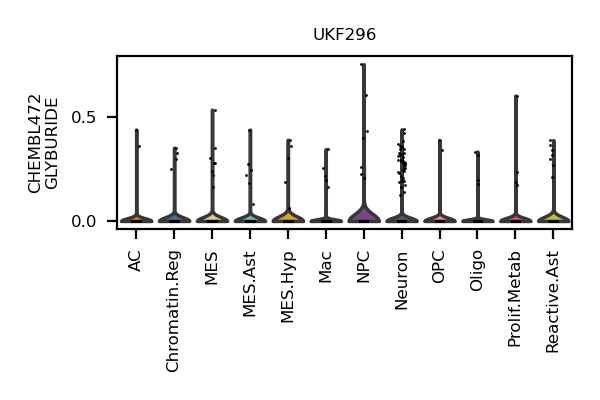 UKF296
CHEMBL472
GLYBURIDE
0.5
0.0
AC
Chromatin.Reg
MES
MES.Ast
MES.Hyp
Mac
NPC
Neuron
OPC
Oligo
Prolif.Metab
Reactive.Ast